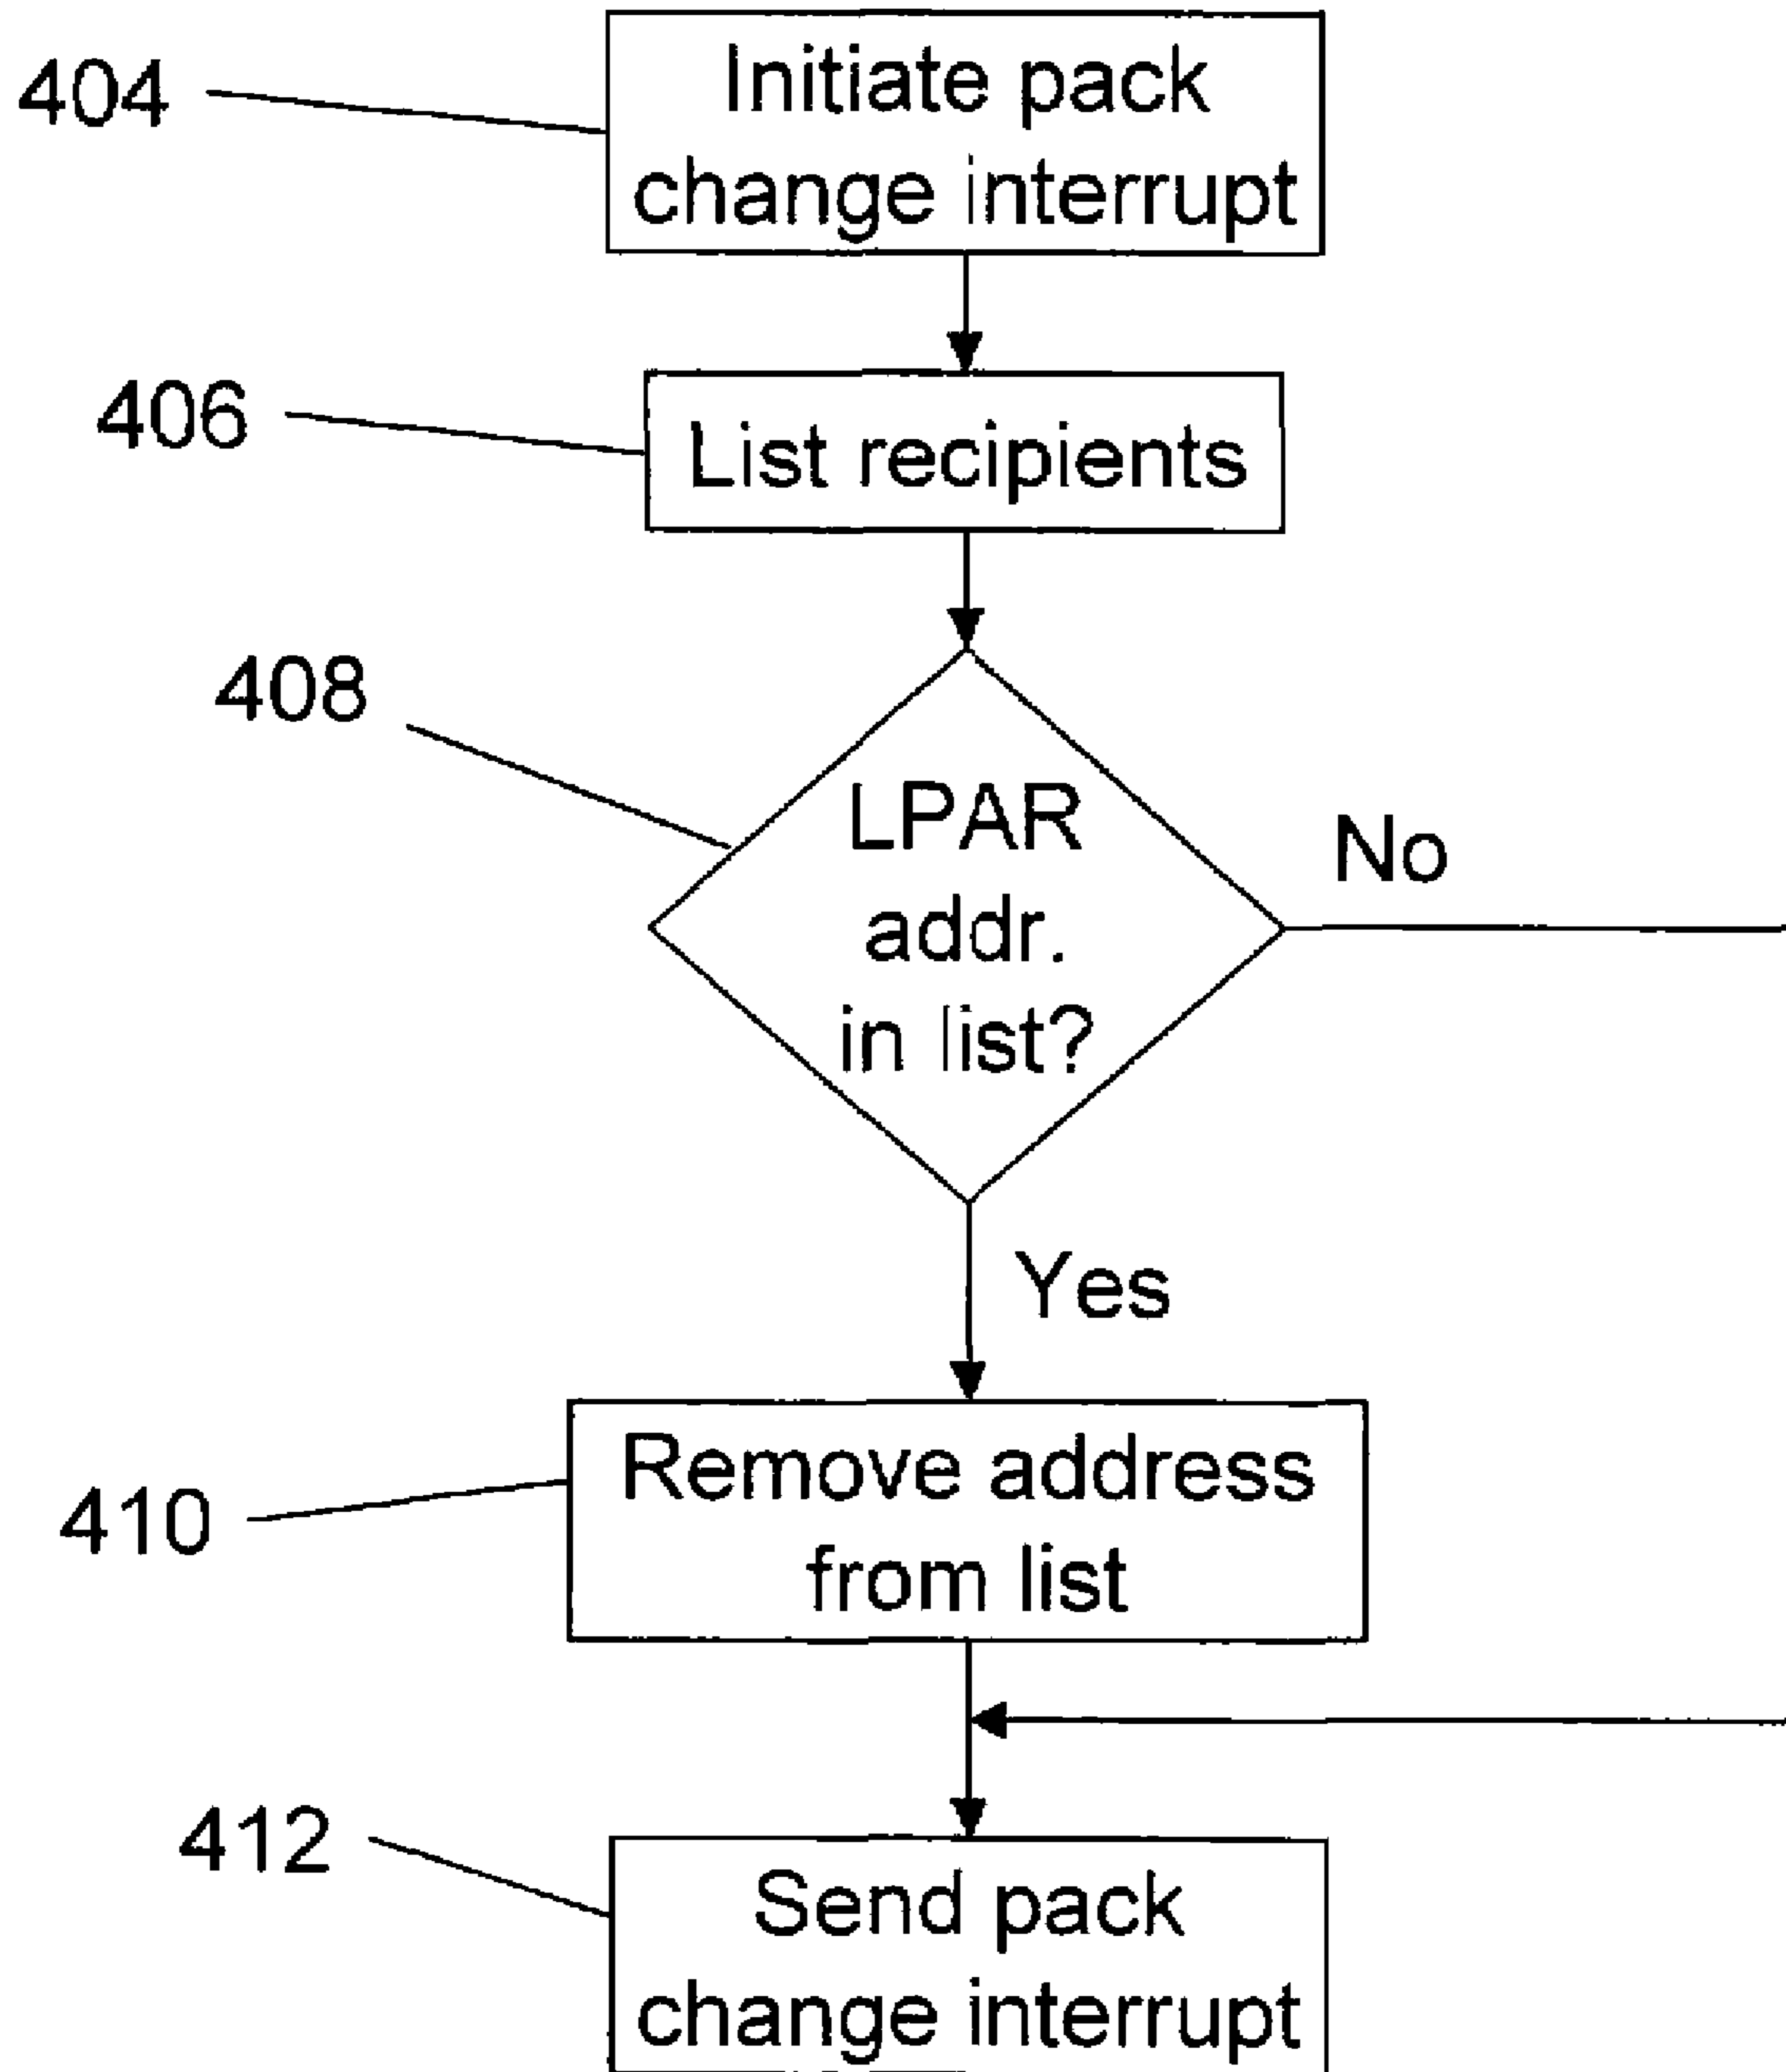 404
Initiate pack
change interrupt
406
List recipients
408
LPAR
addr.
in list?
No
Yes
410
Remove address
from list
412
Send pack
change interrupt